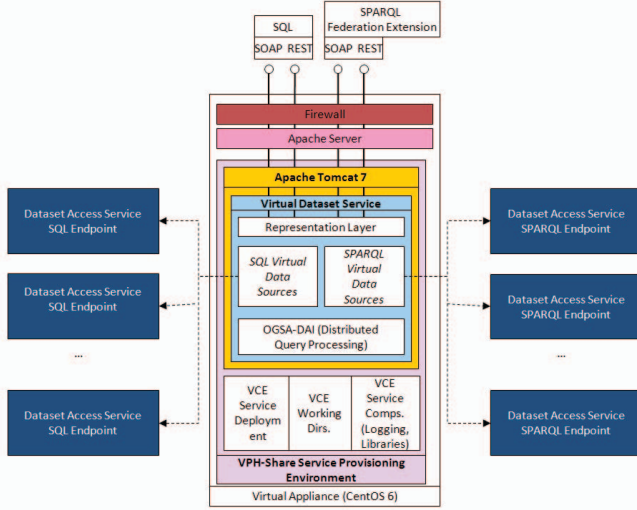 SQL
SPARQL
Federation Extension
SOAP REST
SOAP REST
Firewall
Apache Server
Apache Tomcat 7
Virtual Dataset Service
Representation Layer
SQL Virtual
Data
Sources
SPARQL
Virtual
Data
Sources
OGSA-DAI (Distributed
Query Processing)
VCE
Service
Deploym
ent
VCE
Working
Dirs.
VCE
Service
Comps.
(Logging,
Libraries)
VPH-Share Service Provisioning
Environment
Virtual Appliance (CentOS 6)
Dataset Access Service
SQL Endpoint
Dataset Access Service
SQL Endpoint
...
Dataset Access Service
SQL Endpoint
Dataset Access Service
SPARQL Endpoint
Dataset Access Service
SPARQL Endpoint
...
Dataset Access Service
SPARQL Endpoint